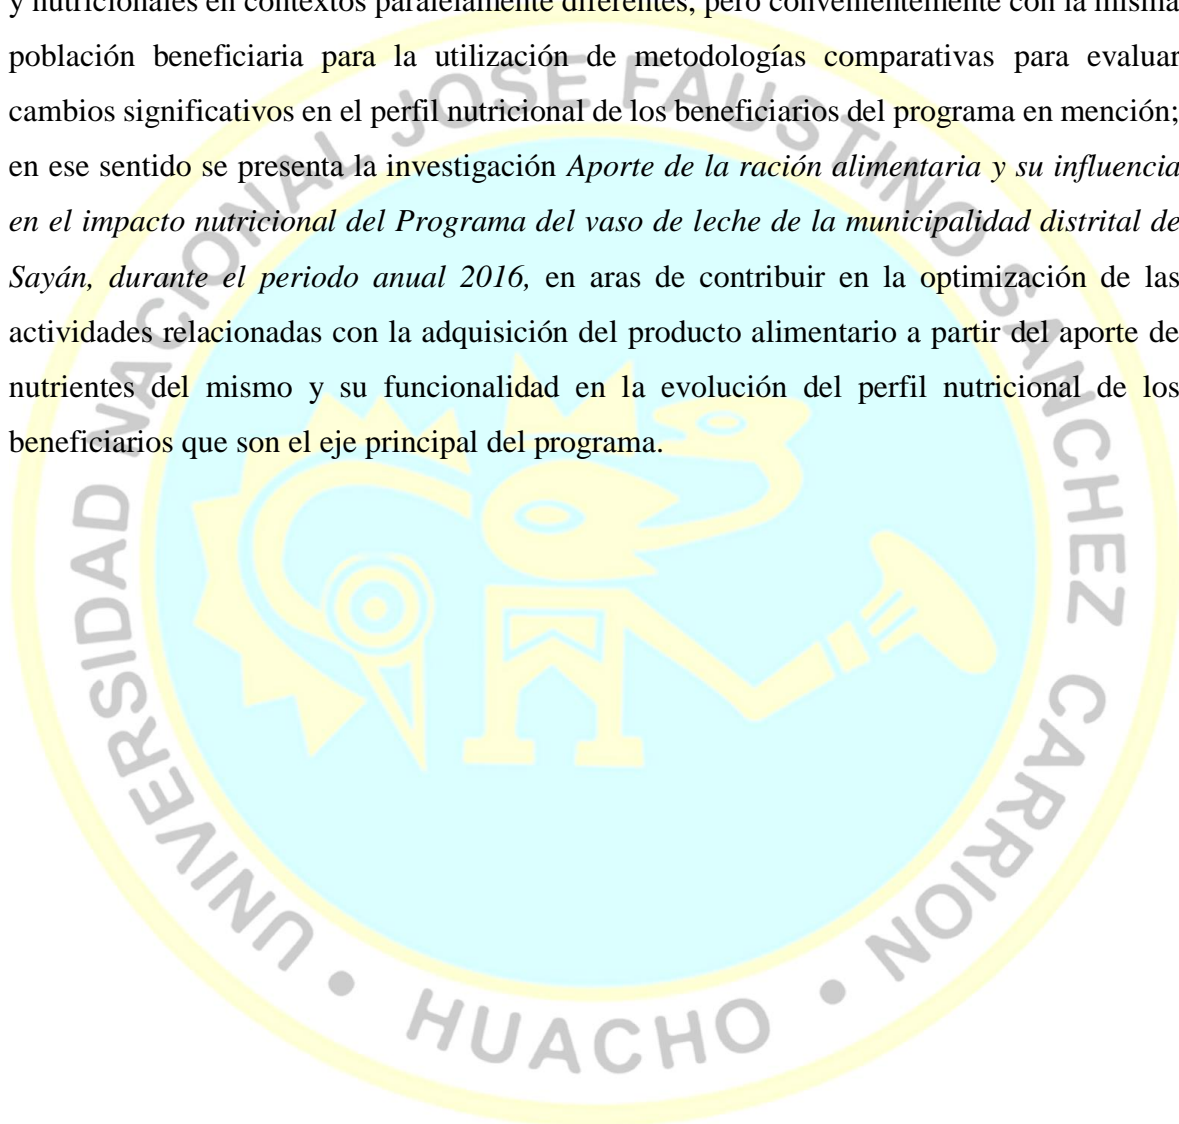 y nutricionales en contextos paralelamente diferentes, pero convenientemente con la misma
población beneficiaria para la utilización de metodologías comparativas para evaluar
cambios significativos en el perfil nutricional de los beneficiarios del programa en mención;
en ese sentido se presenta la investigación Aporte de la ración alimentaria y su influencia
en el impacto nutricional del Programa del vaso de leche de la municipalidad distrital de
Sayán, durante el periodo anual 2016, en aras de contribuir en la optimización de las
actividades relacionadas con la adquisición del producto alimentario a partir del aporte de
nutrientes del mismo y su funcionalidad en la evolución del perfil nutricional de los
beneficiarios que son el eje principal del programa.
UNIVERSIDAD NACIONAL JOSE FAUSTINO SANCHEZ CARRION
• HUACHO •